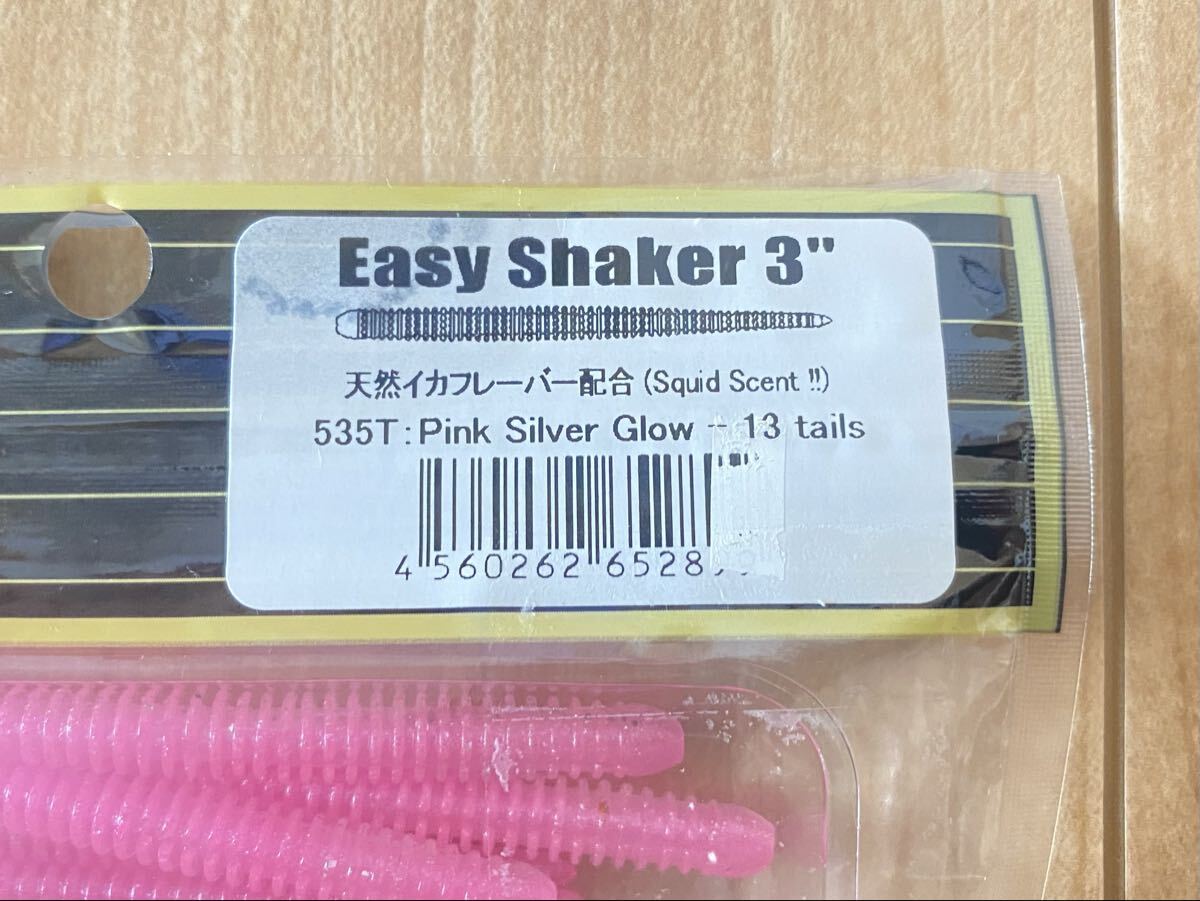 Easy Shaker 3"
天然イカフレーバー配合 (Squid Scent !!)
535T:Pink Silver Glow - 13 tails
4 560262 6528